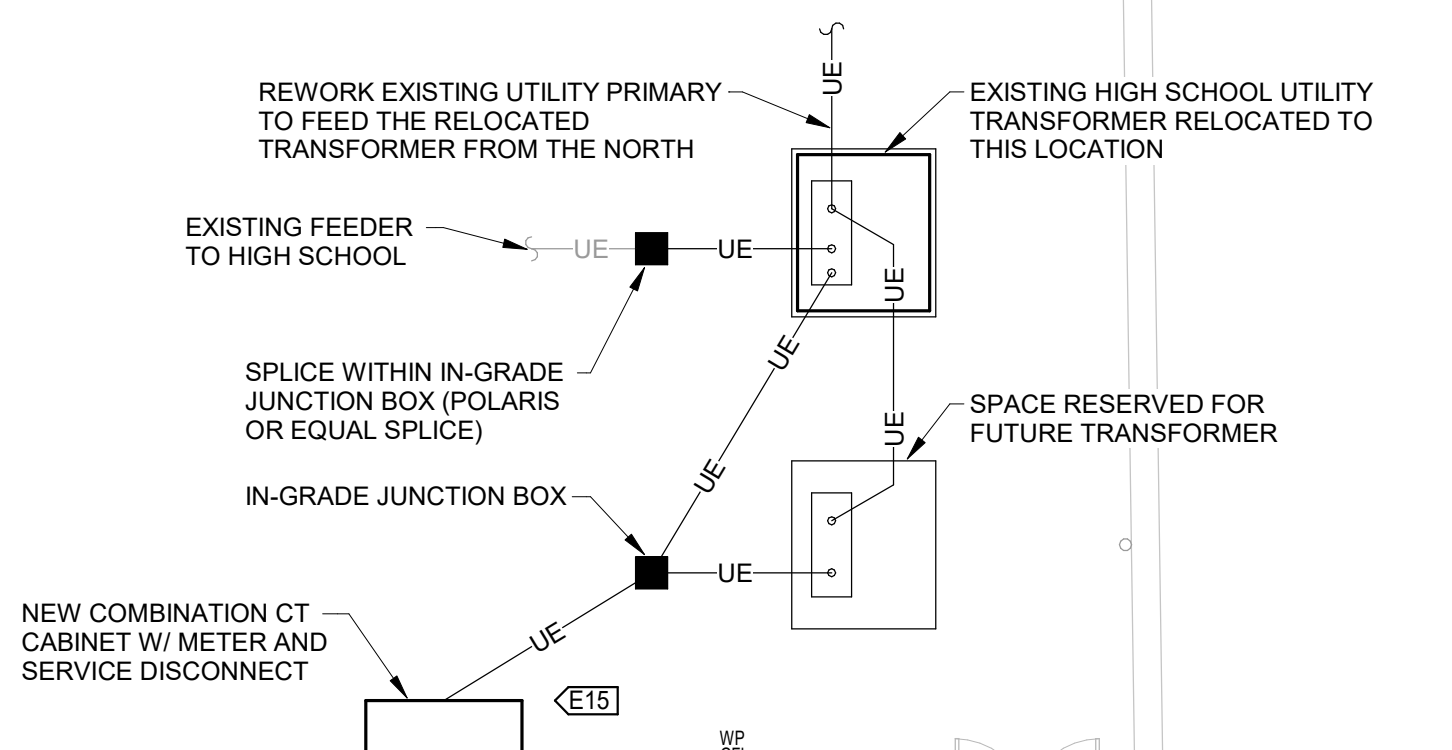 UE
REWORK EXISTING UTILITY PRIMARY
TO FEED THE RELOCATED
TRANSFORMER FROM THE NORTH
EXISTING HIGH SCHOOL UTILITY
TRANSFORMER RELOCATED TO
THIS LOCATION
EXISTING FEEDER
TO HIGH SCHOOL
UE
UE
UE
UE
SPLICE WITHIN IN-GRADE
JUNCTION BOX (POLARIS
OR EQUAL SPLICE)
SPACE RESERVED FOR
FUTURE TRANSFORMER
UE
UE
IN-GRADE JUNCTION BOX
UE
NEW COMBINATION CT
CABINET W/ METER AND
SERVICE DISCONNECT
UE
E15
WP